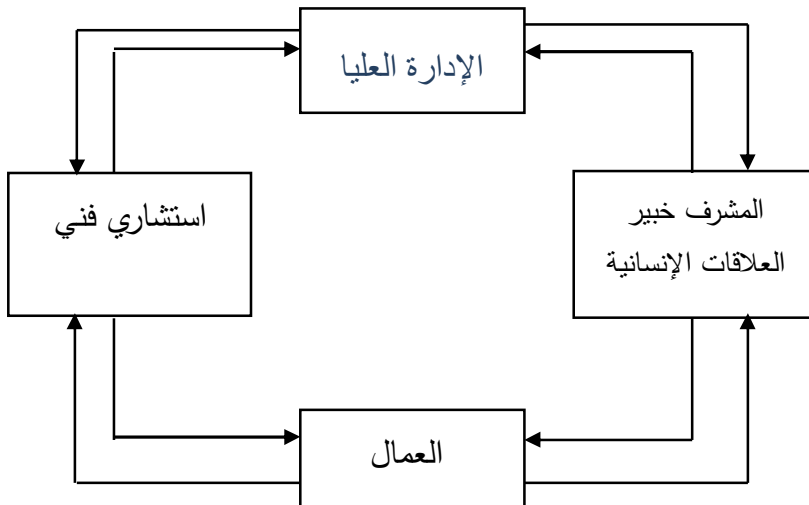 الإدارة العليا
المشرف خبير
العلاقات الإنسانية
استشاري فني
العمال